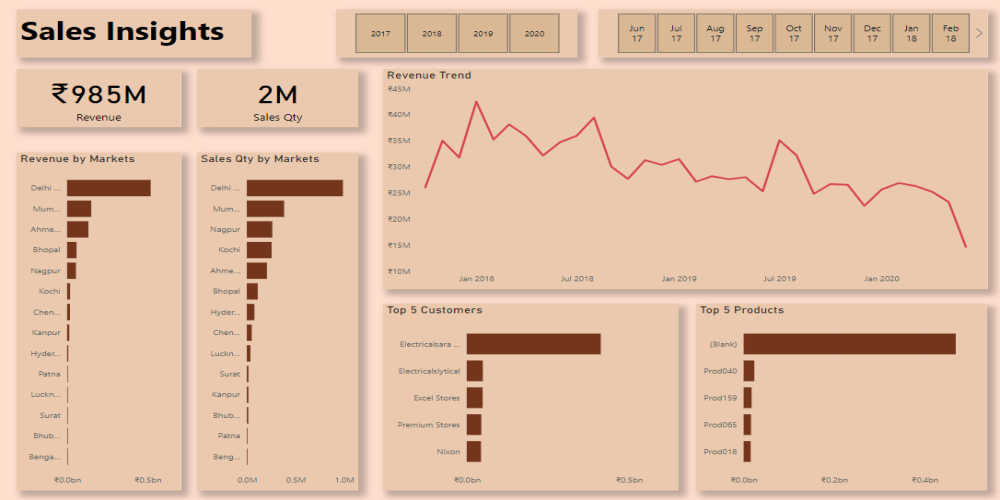 Sales Insights
2017 2018 2019 2020
Jun 17 Jul 17 Aug 17 Sep 17 Oct 17 Nov 17 Dec 17 Jan 18 Feb 18
₹985M
Revenue
2M
Sales Qty
Revenue Trend
₹45M
₹40M
₹35M
₹30M
₹25M
₹20M
₹15M
₹10M
Jan 2018 Jul 2018 Jan 2019 Jul 2019 Jan 2020
Revenue by Markets
Delhi ...
Mum...
Ahme...
Bhopal
Nagpur
Kochi
Chen...
Kanpur
Hyder...
Patna
Luckn...
Surat
Bhub...
Benga...
₹0.0bn ₹0.5bn
Sales Qty by Markets
Delhi ...
Mum...
Nagpur
Kochi
Ahme...
Bhopal
Hyder...
Chen...
Luckn...
Surat
Kanpur
Bhub...
Patna
Beng...
0.0M 0.5M 1.0M
Top 5 Customers
Electricalsara ...
Electricalslytical
Excel Stores
Premium Stores
Nixon
₹0.0bn ₹0.5bn
Top 5 Products
(Blank)
Prod040
Prod159
Prod065
Prod018
₹0.0bn ₹0.2bn ₹0.4bn